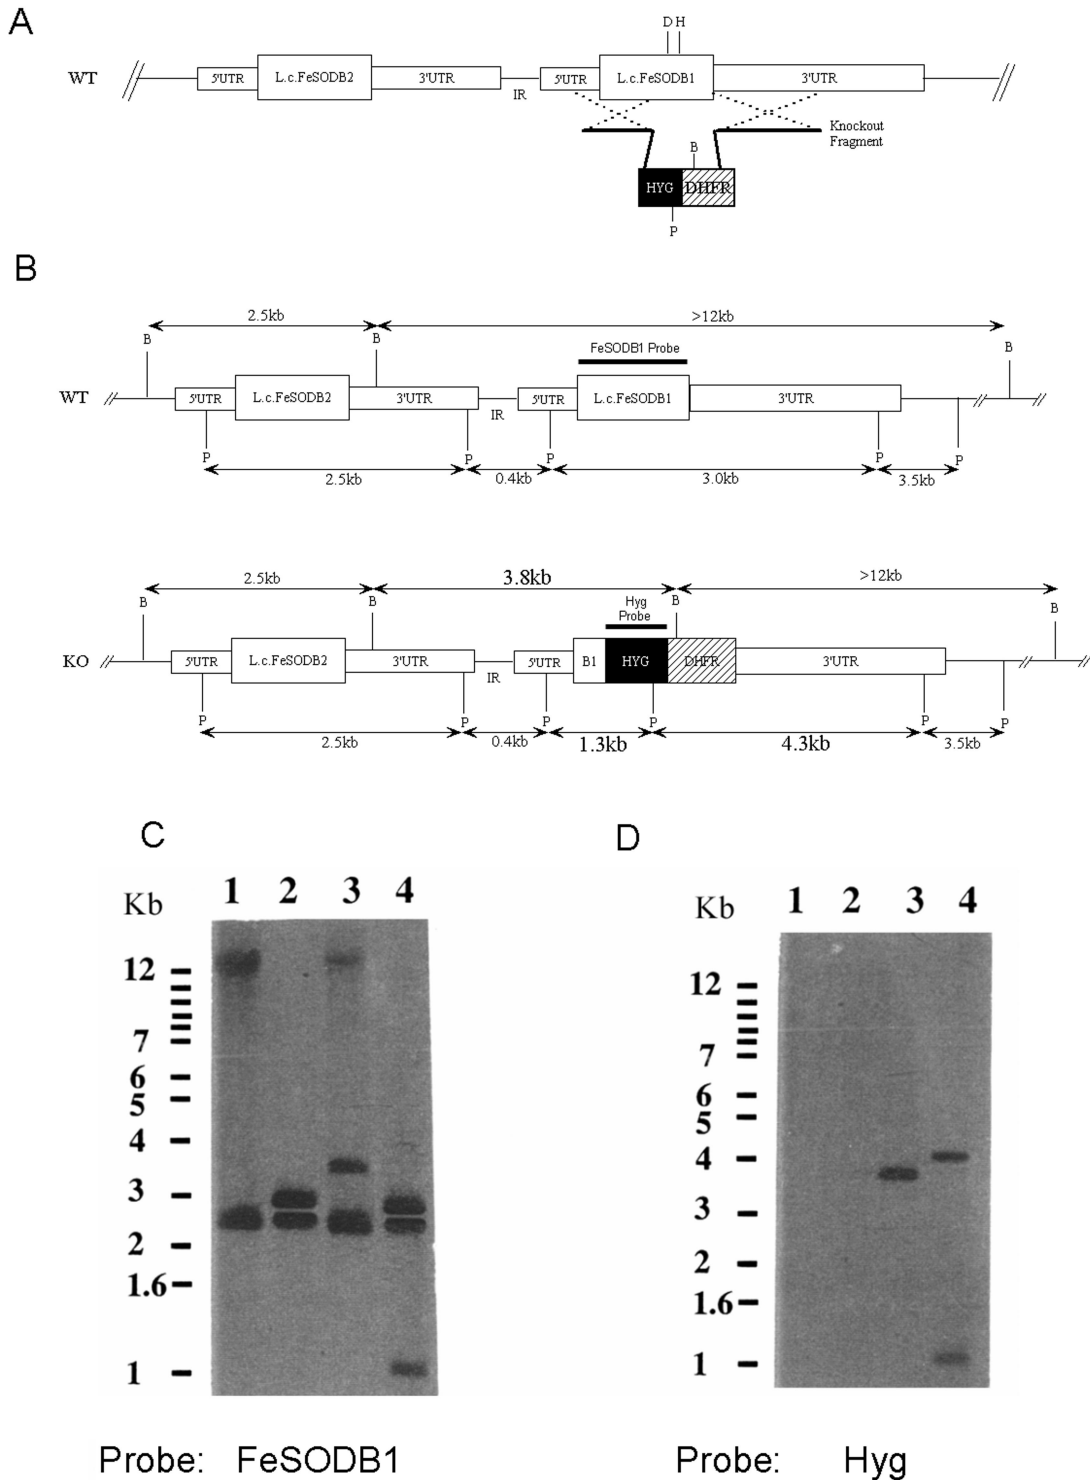 A
D H
WT
5'UTR L.c.FeSODB2 3'UTR IR 5'UTR L.c.FeSODB1 3'UTR
Knockout
Fragment
B
HYG DHFR
P
B
2.5kb >12kb
B B B
FeSODB1 Probe
WT 5'UTR L.c.FeSODB2 3'UTR IR 5'UTR L.c.FeSODB1 3'UTR
P P P P P
2.5kb 0.4kb 3.0kb 3.5kb
2.5kb 3.8kb >12kb
B B B B
Hyg
Probe
KO 5'UTR L.c.FeSODB2 3'UTR IR 5'UTR B1 HYG DHFR 3'UTR
P P P P P P
2.5kb 0.4kb 1.3kb 4.3kb 3.5kb
C
Kb 1 2 3 4
12
7
6
5
4
3
2
1.6
1
Probe: FeSODB1
D
Kb 1 2 3 4
12
7
6
5
4
3
2
1.6
1
Probe: Hyg